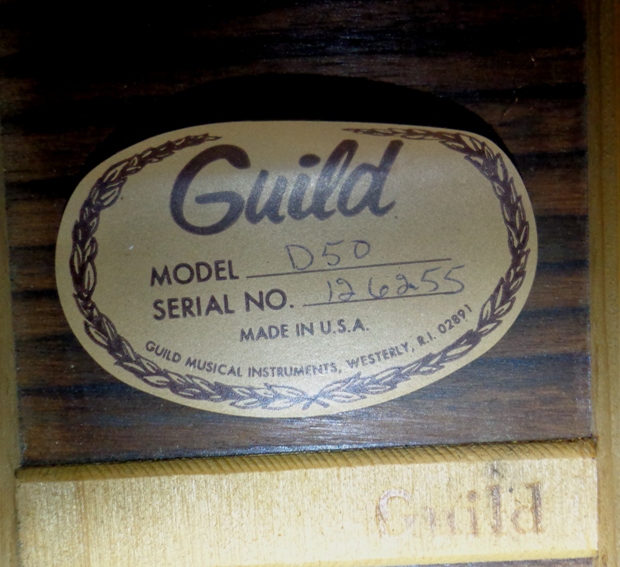 Guild
MODEL D50
SERIAL NO. 126255
MADE IN U.S.A.
GUILD MUSICAL INSTRUMENTS, WESTERLY, R.I. 02891
Guild